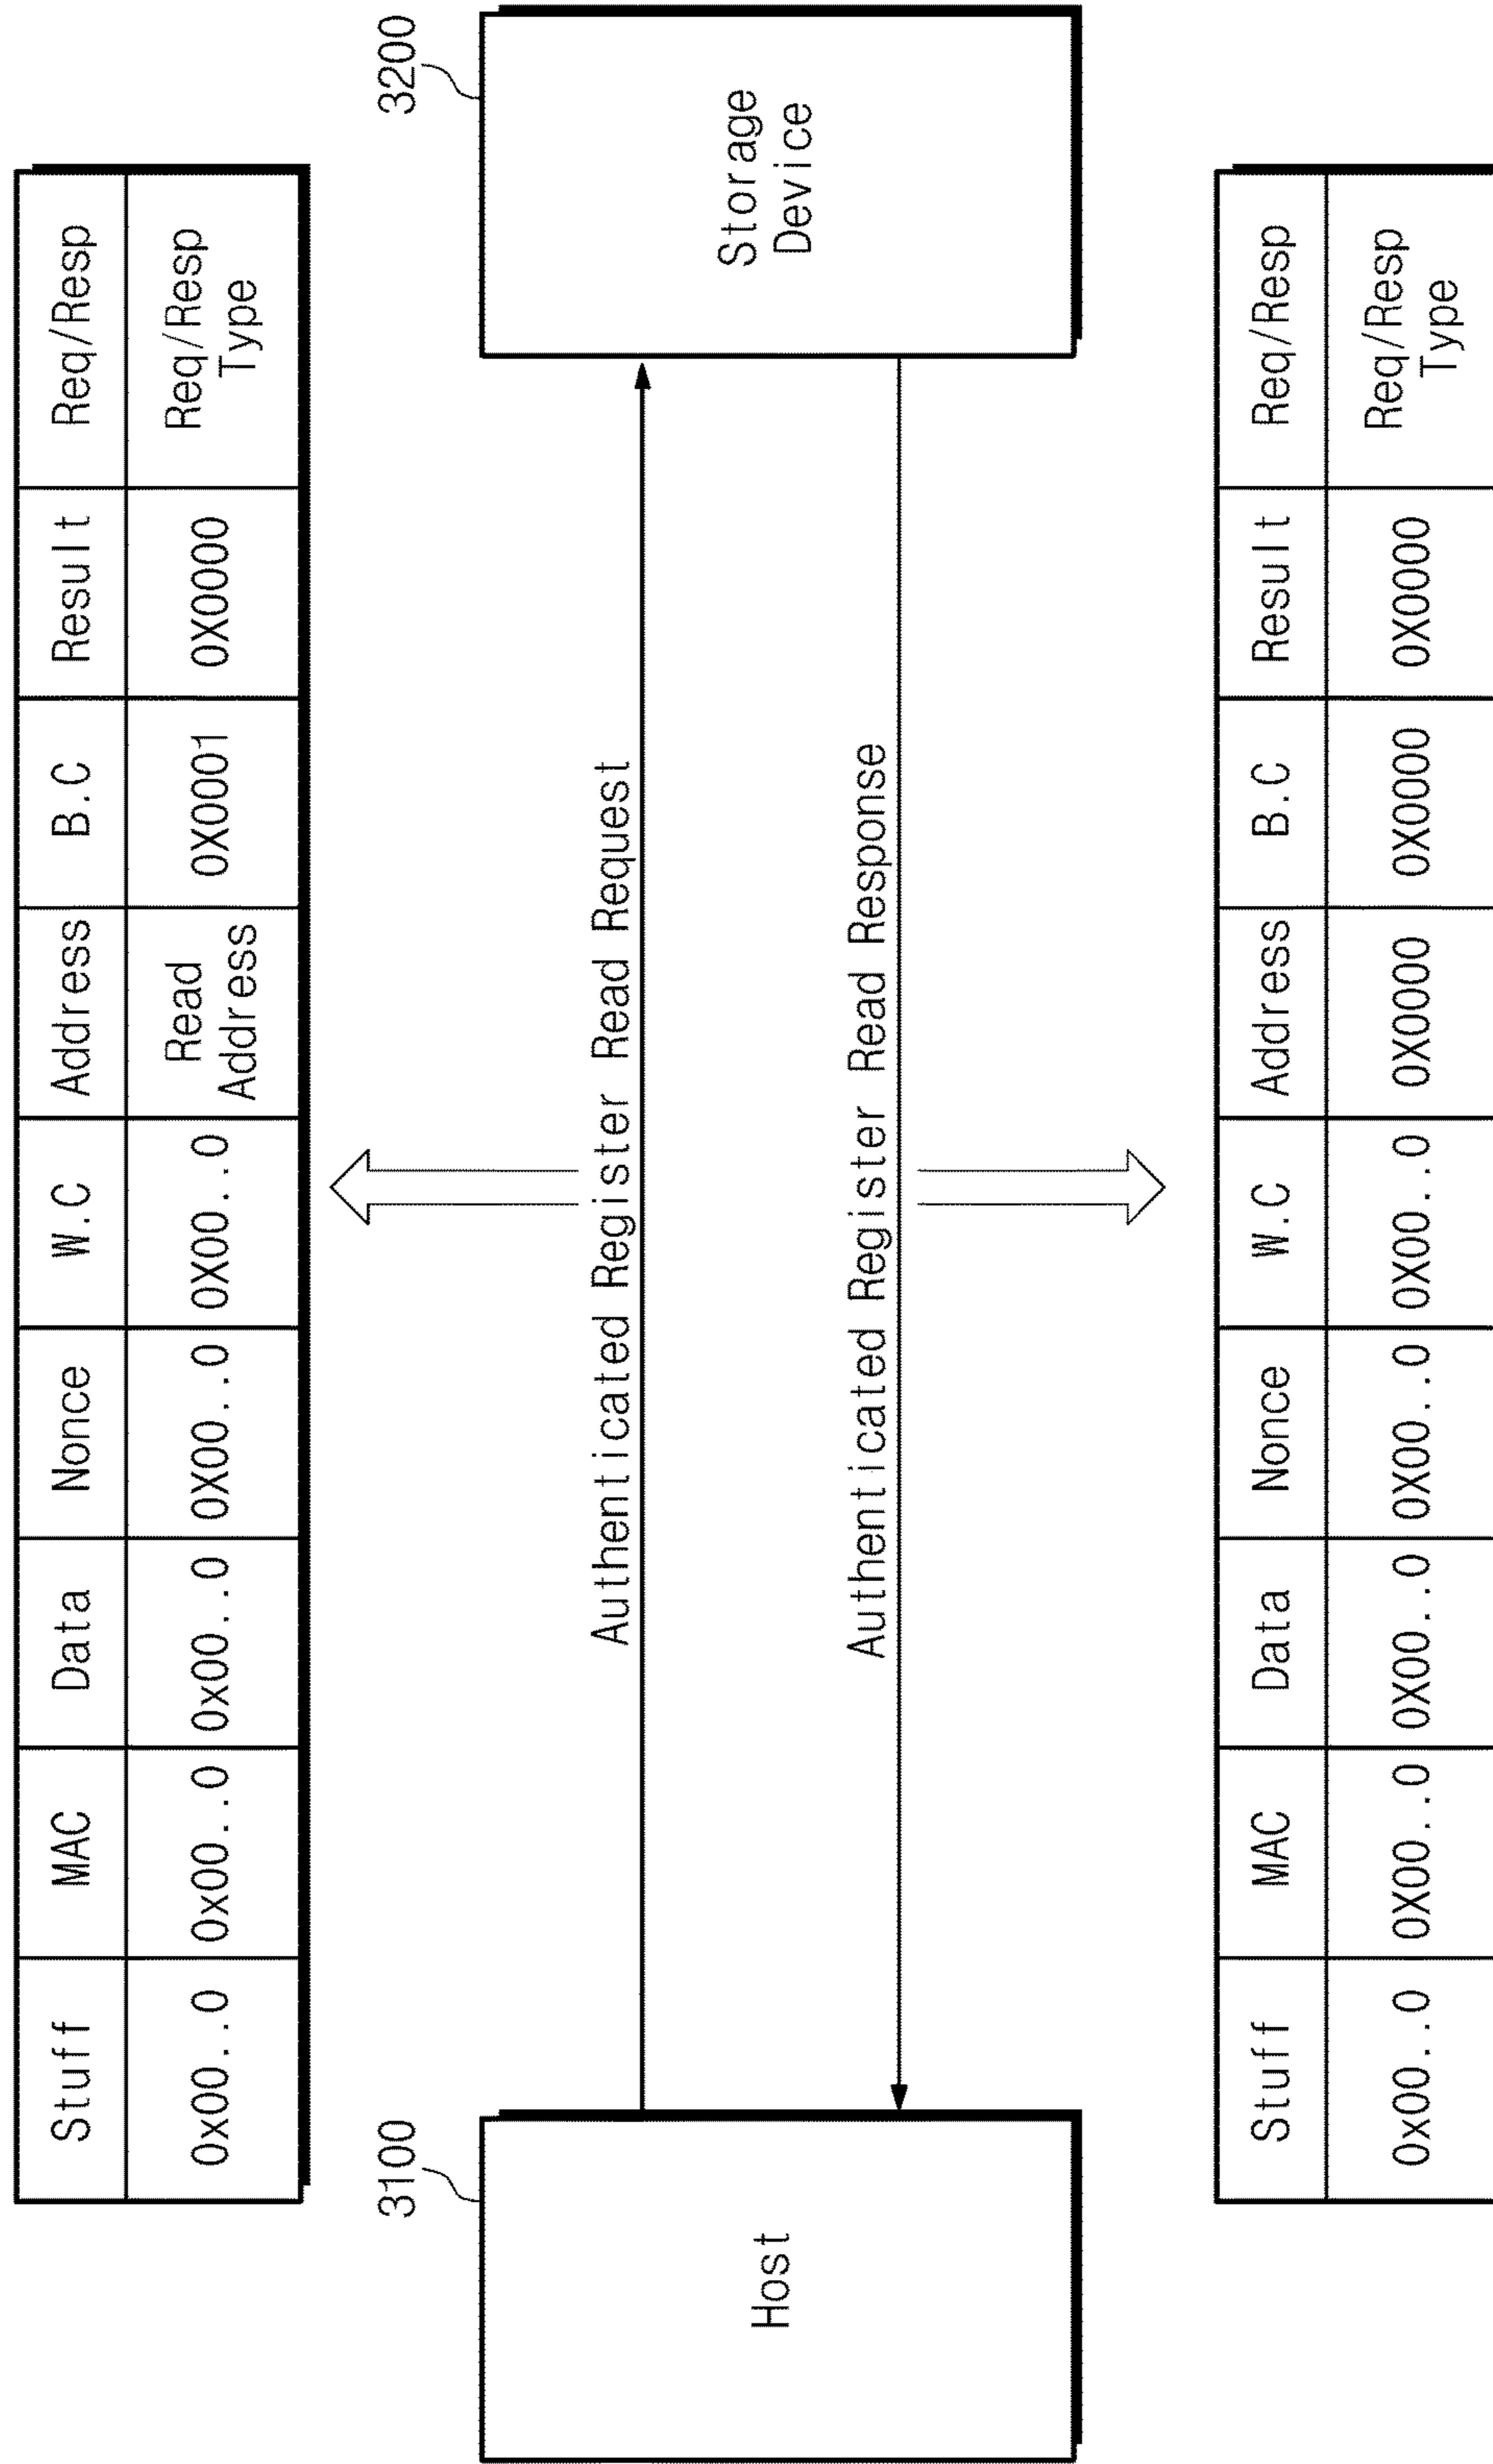 Stuff MAC Data Nonce W.C Address B.C Result Req/Resp
0x00..0 0x00..0 0x00..0 0X00..0 0X00..0 Read Address 0X0001 0X0000 Req/Resp Type
3100
3200
Host
Storage
Device
Authenticated Register Read Request
Authenticated Register Read Response
Stuff MAC Data Nonce W.C Address B.C Result Req/Resp
0x00..0 0X00..0 0X00..0 0X00..0 0X00..0 0X0000 0X0000 0X0000 Req/Resp Type